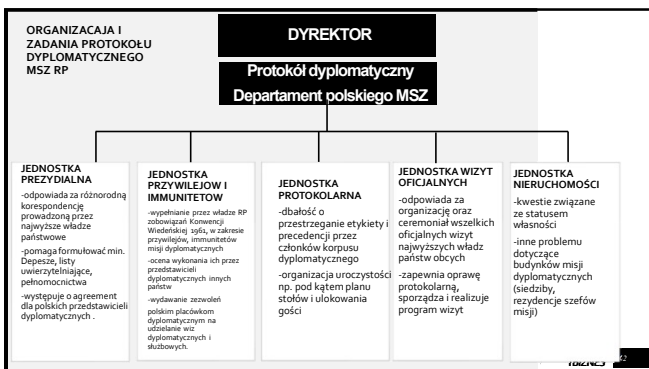 ORGANIZACAJA I
ZADANIA PROTOKOŁU
DYPLOMATYCZNEGO
MSZ RP
DYREKTOR
Protokół dyplomatyczny
Departament polskiego MSZ
JEDNOSTKA
PREZYDIALNA
-odpowiada za różnorodną
korespondencję
prowadzoną przez
najwyższe władze
państwowe
-pomaga formułować min.
Depesze, listy
uwierzytelniające,
pełnomocnictwa
-występuje o agreement
dla polskich przedstawicieli
dyplomatycznych .
JEDNOSTKA
PRZYWILEJOW I
IMMUNITETOW
-wypełnianie przez władze RP
zobowiązań Konwencji
Wiedeńskiej 1961, w zakresie
przywilejów, immunitetów
misji dyplomatycznych
-ocena wykonania ich przez
przedstawicieli
dyplomatycznych innych
państw
-wydawanie zezwoleń
polskim placówkom
dyplomatycznym na
udzielanie wiz
dyplomatycznych i
służbowych.
JEDNOSTKA
PROTOKOLARNA
-dbałość o
przestrzeganie etykiety i
precedencji przez
członków korpusu
dyplomatycznego
-organizacja uroczystości
np. pod kątem planu
stołów i ulokowania
gości
JEDNOSTKA WIZYT
OFICJALNYCH
-odpowiada za
organizację oraz
ceremoniał wszelkich
oficjalnych wizyt
najwyższych władz
państw obcych
-zapewnia oprawę
protokolarną,
sporządza i realizuje
program wizyt
JEDNOSTKA
NIERUCHOMOŚCI
-kwestie związane
ze statusem
własności
-inne problemu
dotyczące
budynków misji
dyplomatycznych
(siedziby,
rezydencje szefów
misji)
42